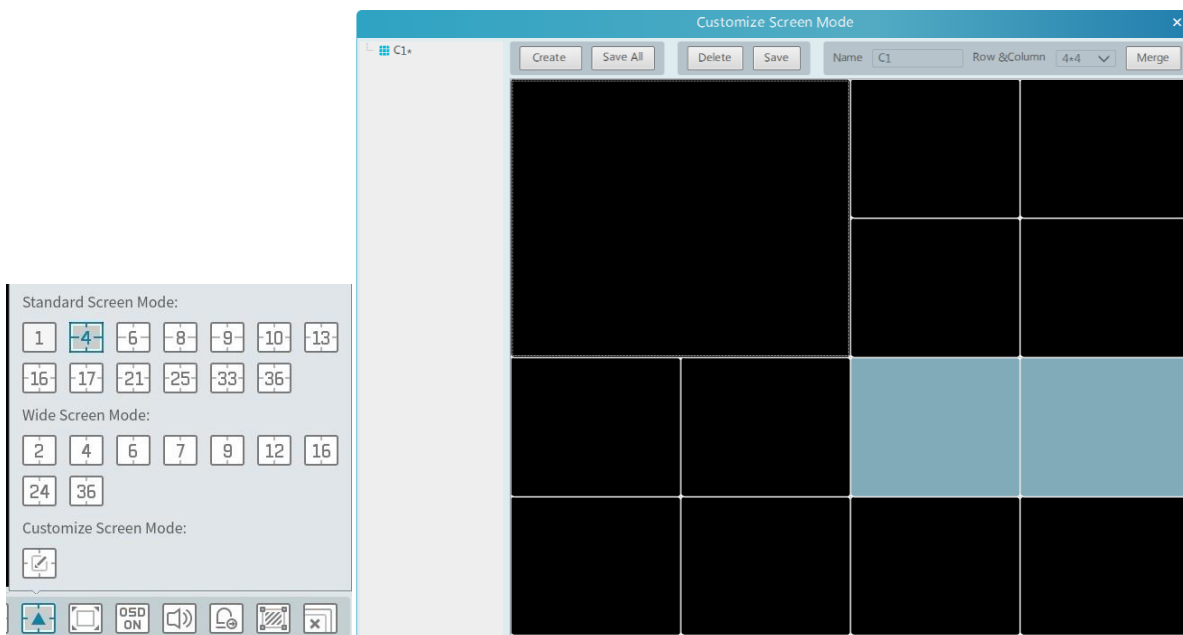 Customize Screen Mode ×
C1*
Create Save All Delete Save Name C1 Row &Column 4*4 Merge
Standard Screen Mode:
1 4 6 8 9 10 13
16 17 21 25 33 36
Wide Screen Mode:
2 4 6 7 9 12 16
24 36
Customize Screen Mode:
OSD
ON